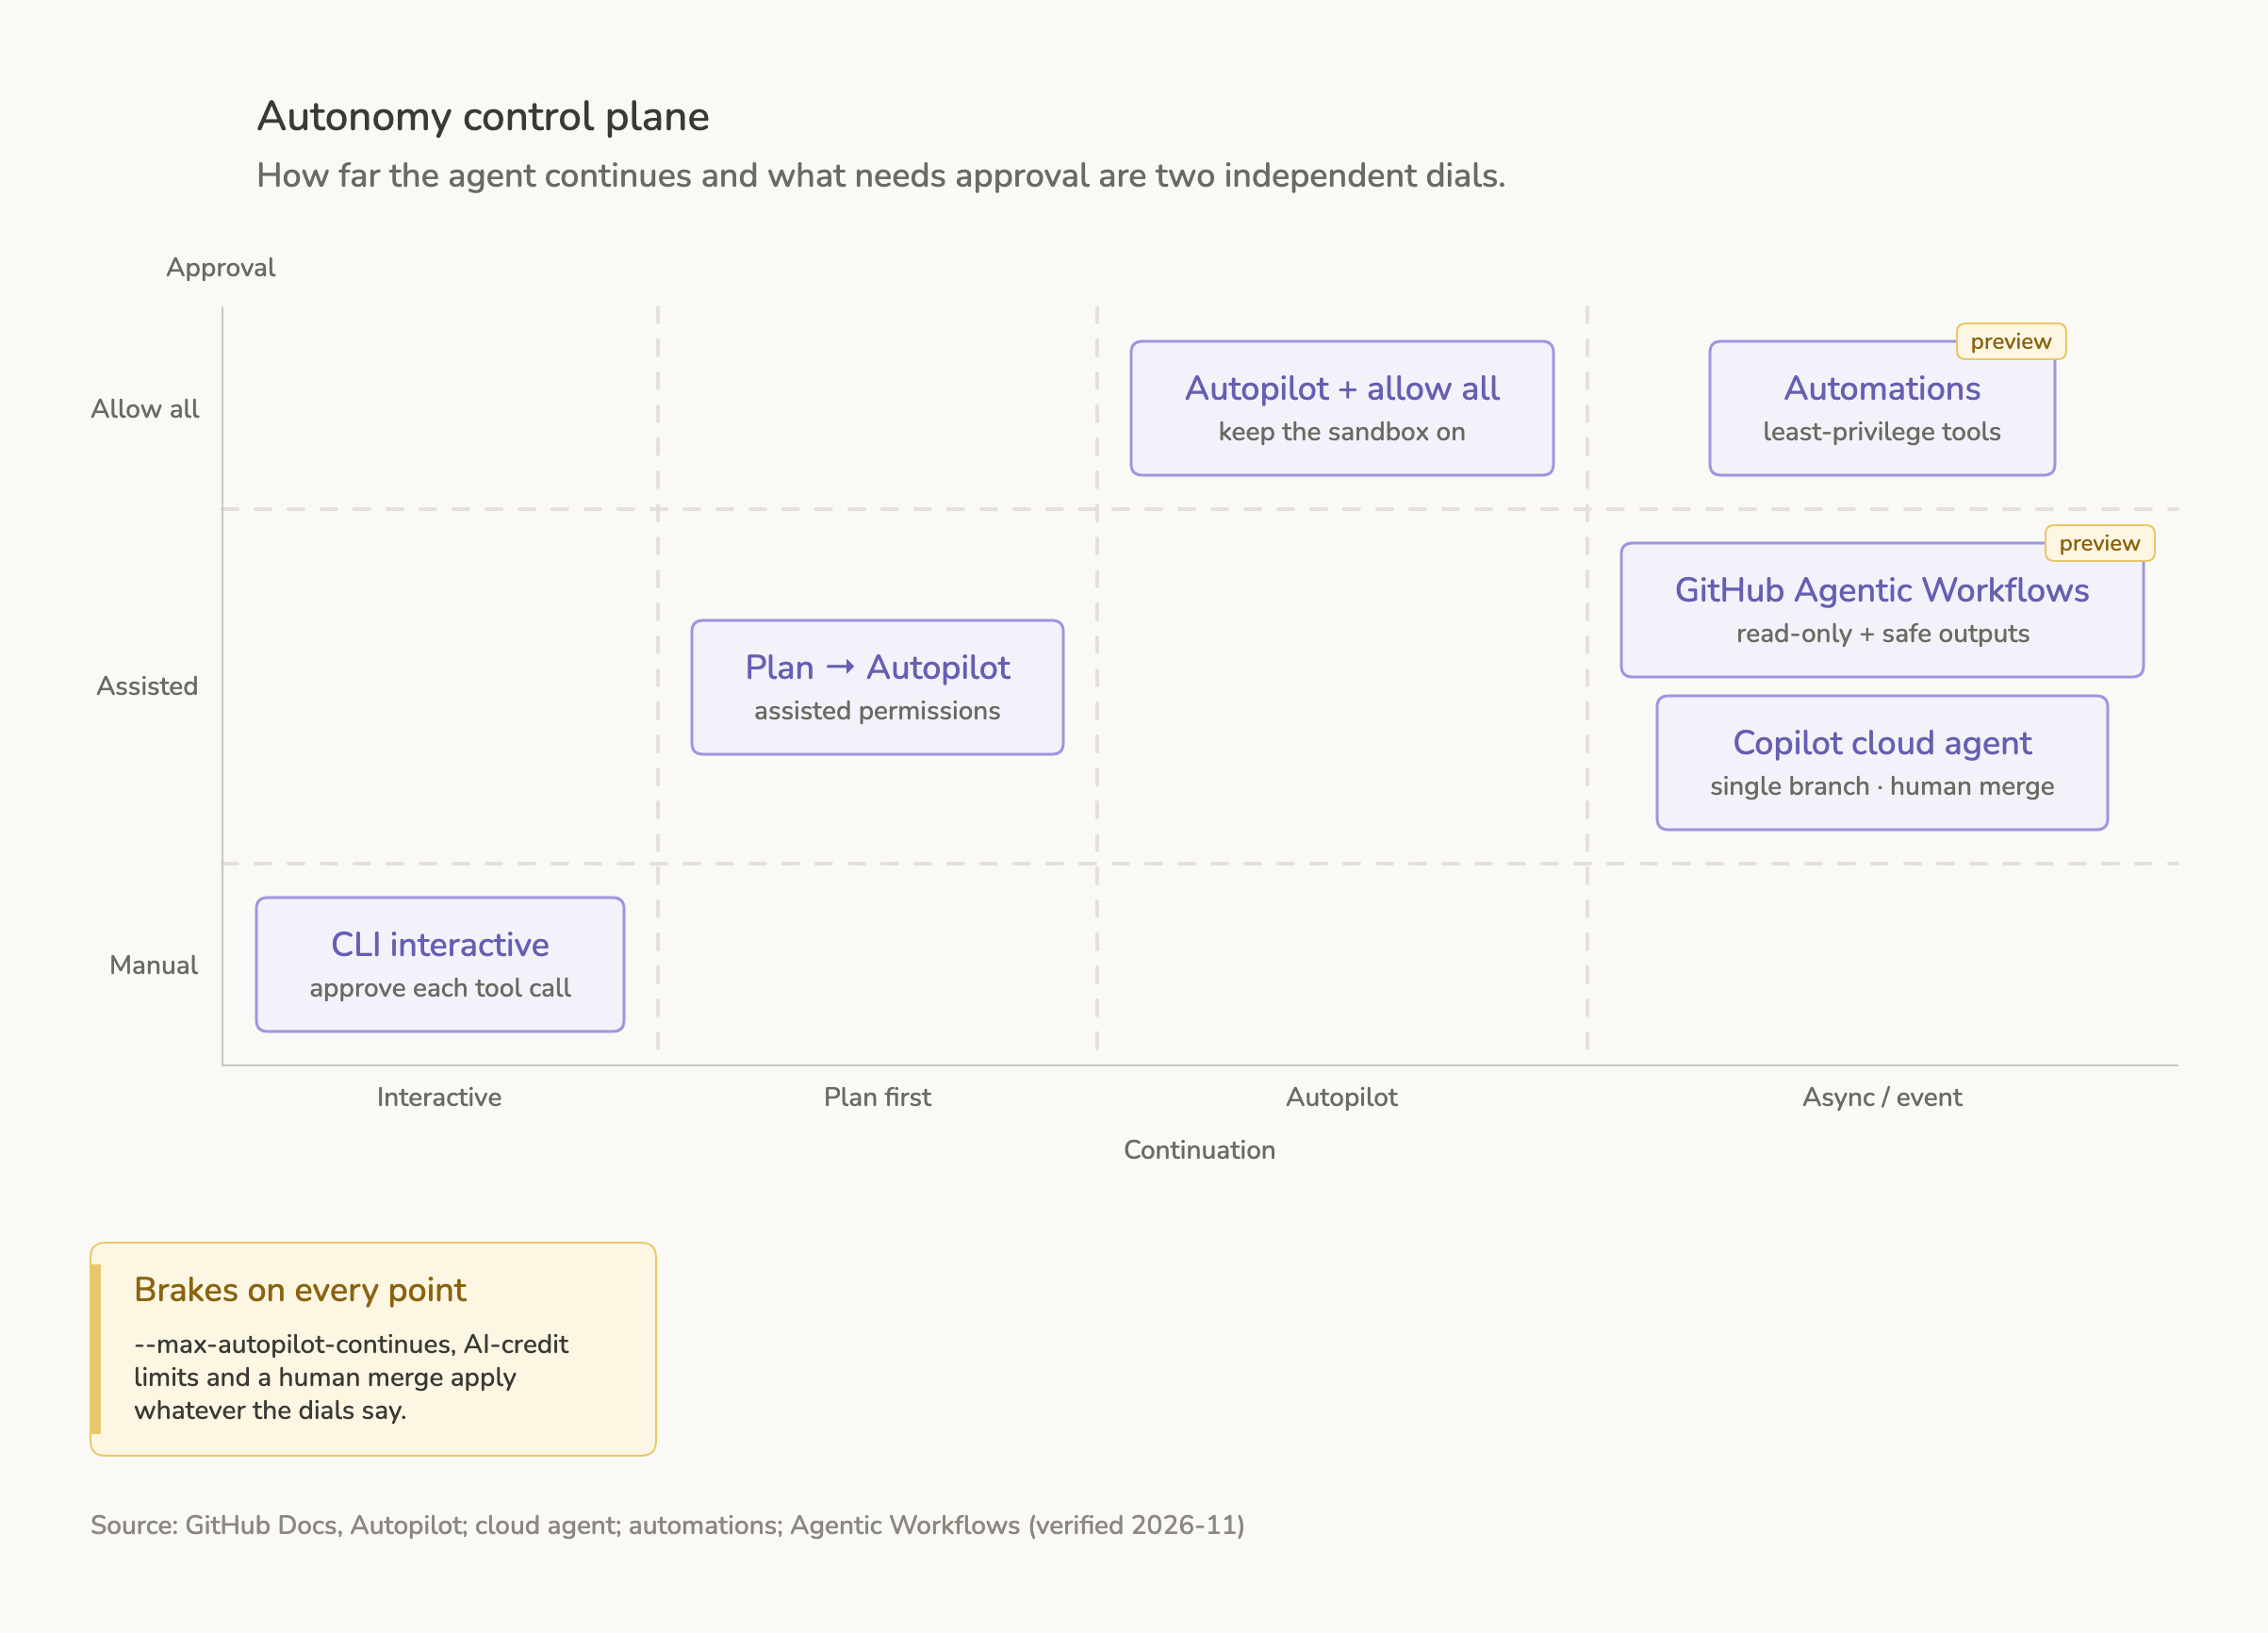 Autonomy control plane
How far the agent continues and what needs approval are two independent dials.
Approval
Allow all
Autopilot + allow all
keep the sandbox on
preview
Automations
least-privilege tools
Assisted
Plan → Autopilot
assisted permissions
preview
GitHub Agentic Workflows
read-only + safe outputs
Copilot cloud agent
single branch · human merge
Manual
CLI interactive
approve each tool call
Interactive
Plan first
Autopilot
Async / event
Continuation
Brakes on every point
--max-autopilot-continues, AI-credit
limits and a human merge apply
whatever the dials say.
Source: GitHub Docs, Autopilot; cloud agent; automations; Agentic Workflows (verified 2026-11)